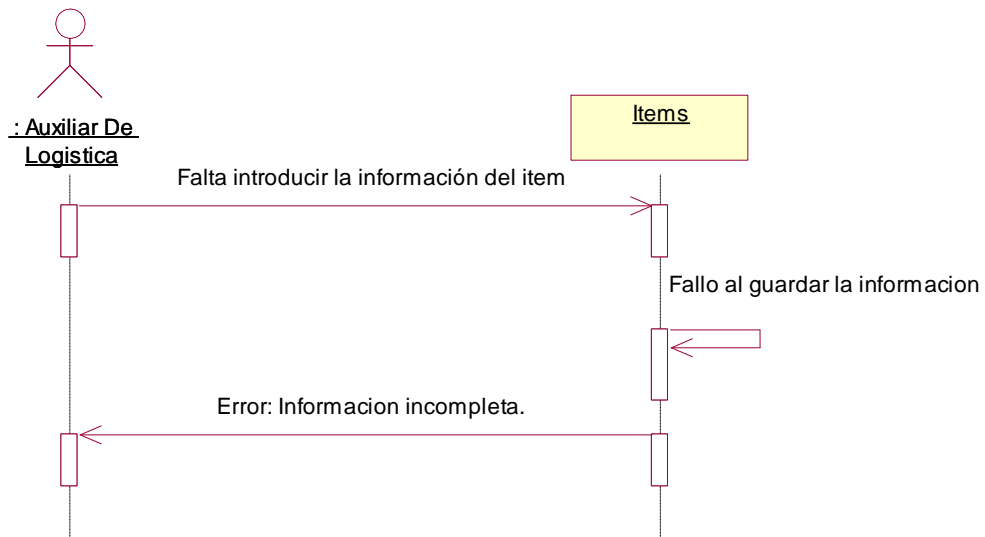 : Auxiliar De
Logistica
Items
Falta introducir la información del item
Fallo al guardar la informacion
Error: Informacion incompleta.